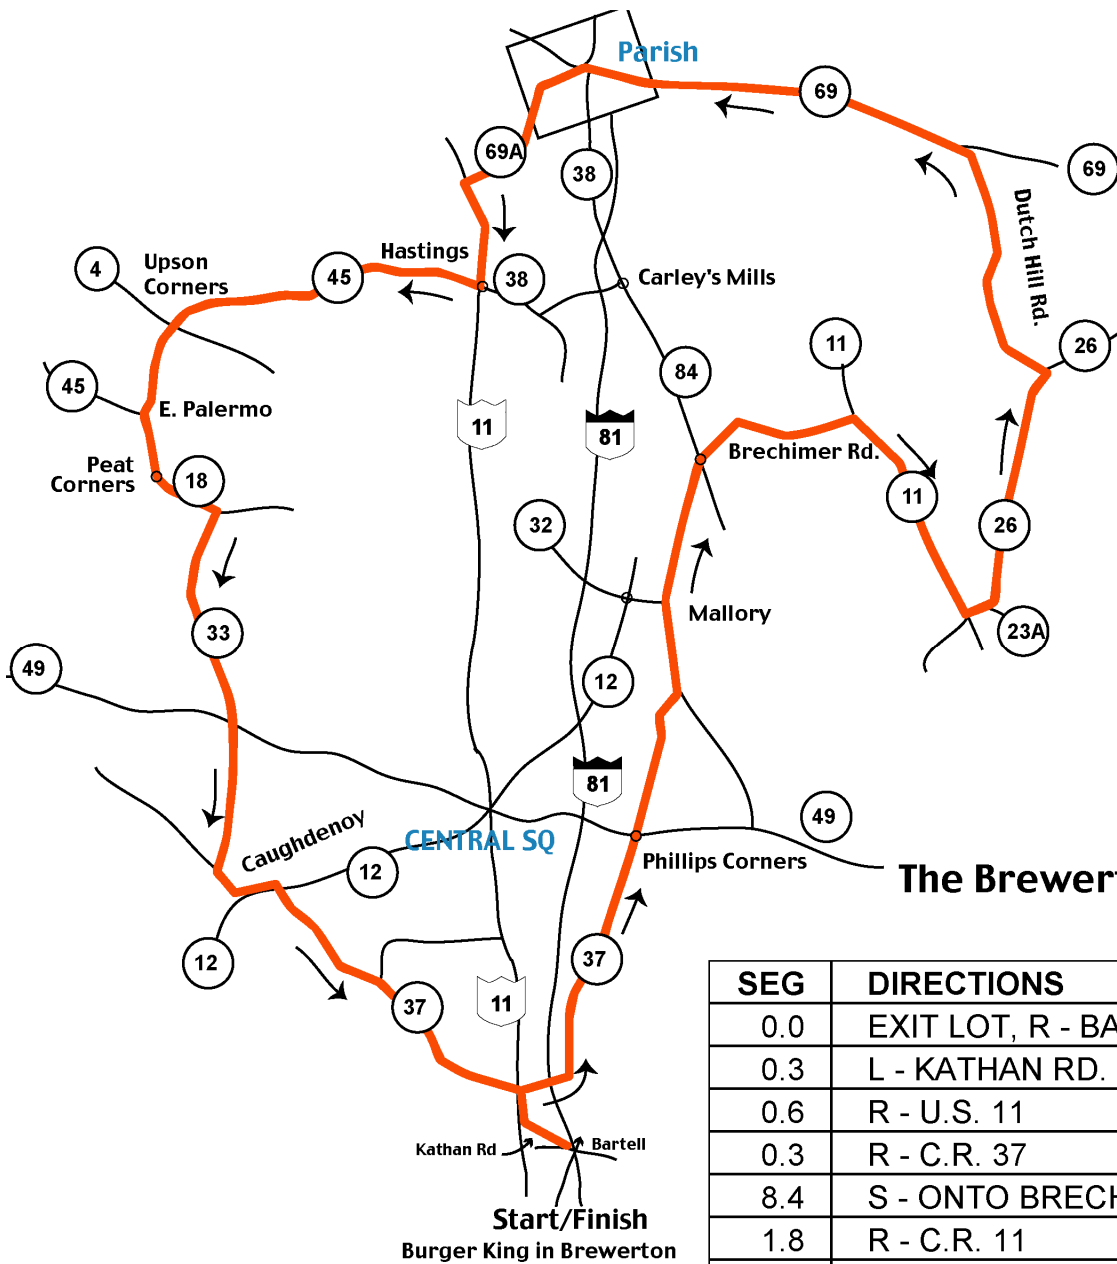 Parish
69
69A
38
69
Dutch Hill Rd.
Hastings
4
Upson
Corners
45
38
Carley's Mills
11
26
84
45
E. Palermo
11
81
Brechimer Rd.
Peat
Corners
18
11
32
26
Mallory
23A
33
49
12
81
49
CENTRAL SQ
Caughdenoy
12
Phillips Corners
The Brewert
12
37
11
37
Kathan Rd
Bartell
Start/Finish
Burger King in Brewerton
SEG DIRECTIONS
0.0 EXIT LOT, R - BA
0.3 L - KATHAN RD.
0.6 R - U.S. 11
0.3 R - C.R. 37
8.4 S - ONTO BRECH
1.8 R - C.R. 11